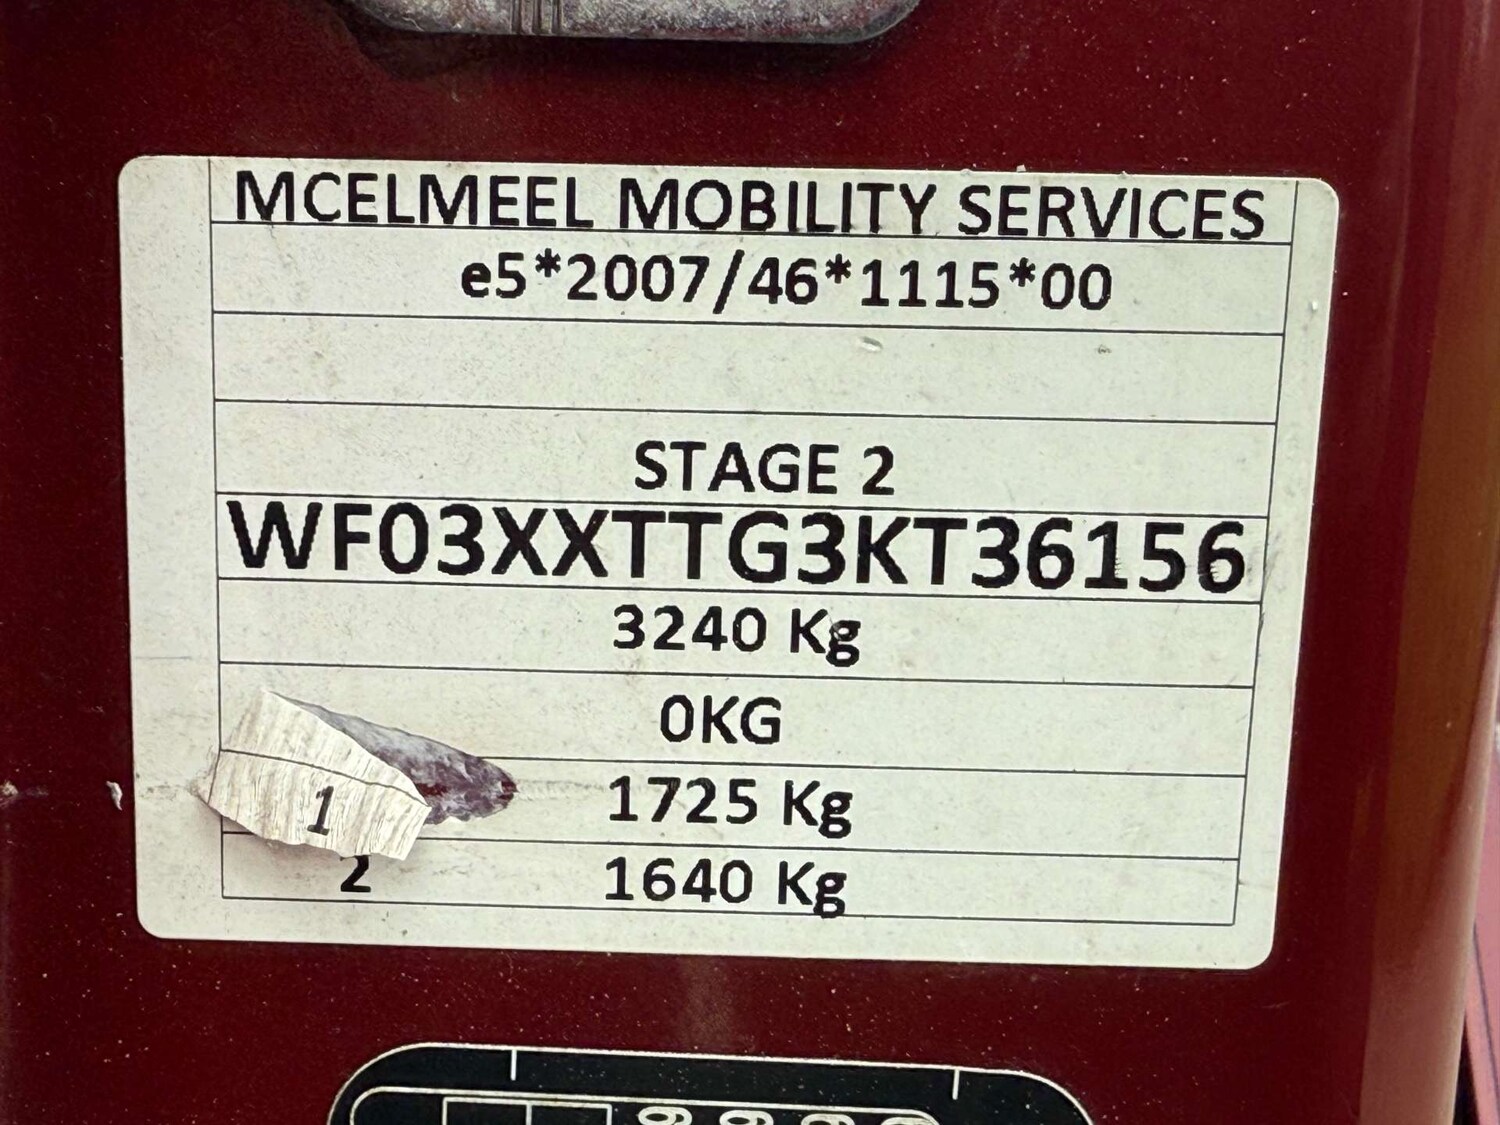 MCELMEEL MOBILITY SERVICES
e5*2007/46*1115*00
STAGE 2
WF03XXTTG3KT36156
3240 Kg
0KG
1 1725 Kg
2 1640 Kg